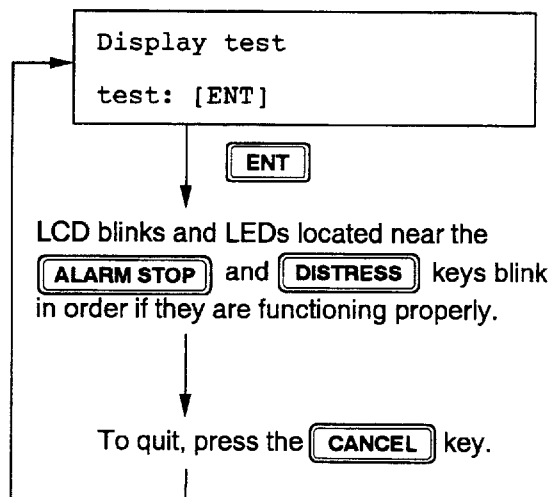 Display test
test: [ENT]
ENT
LCD blinks and LEDs located near the
ALARM STOP and DISTRESS keys blink
in order if they are functioning properly.
To quit, press the CANCEL key.